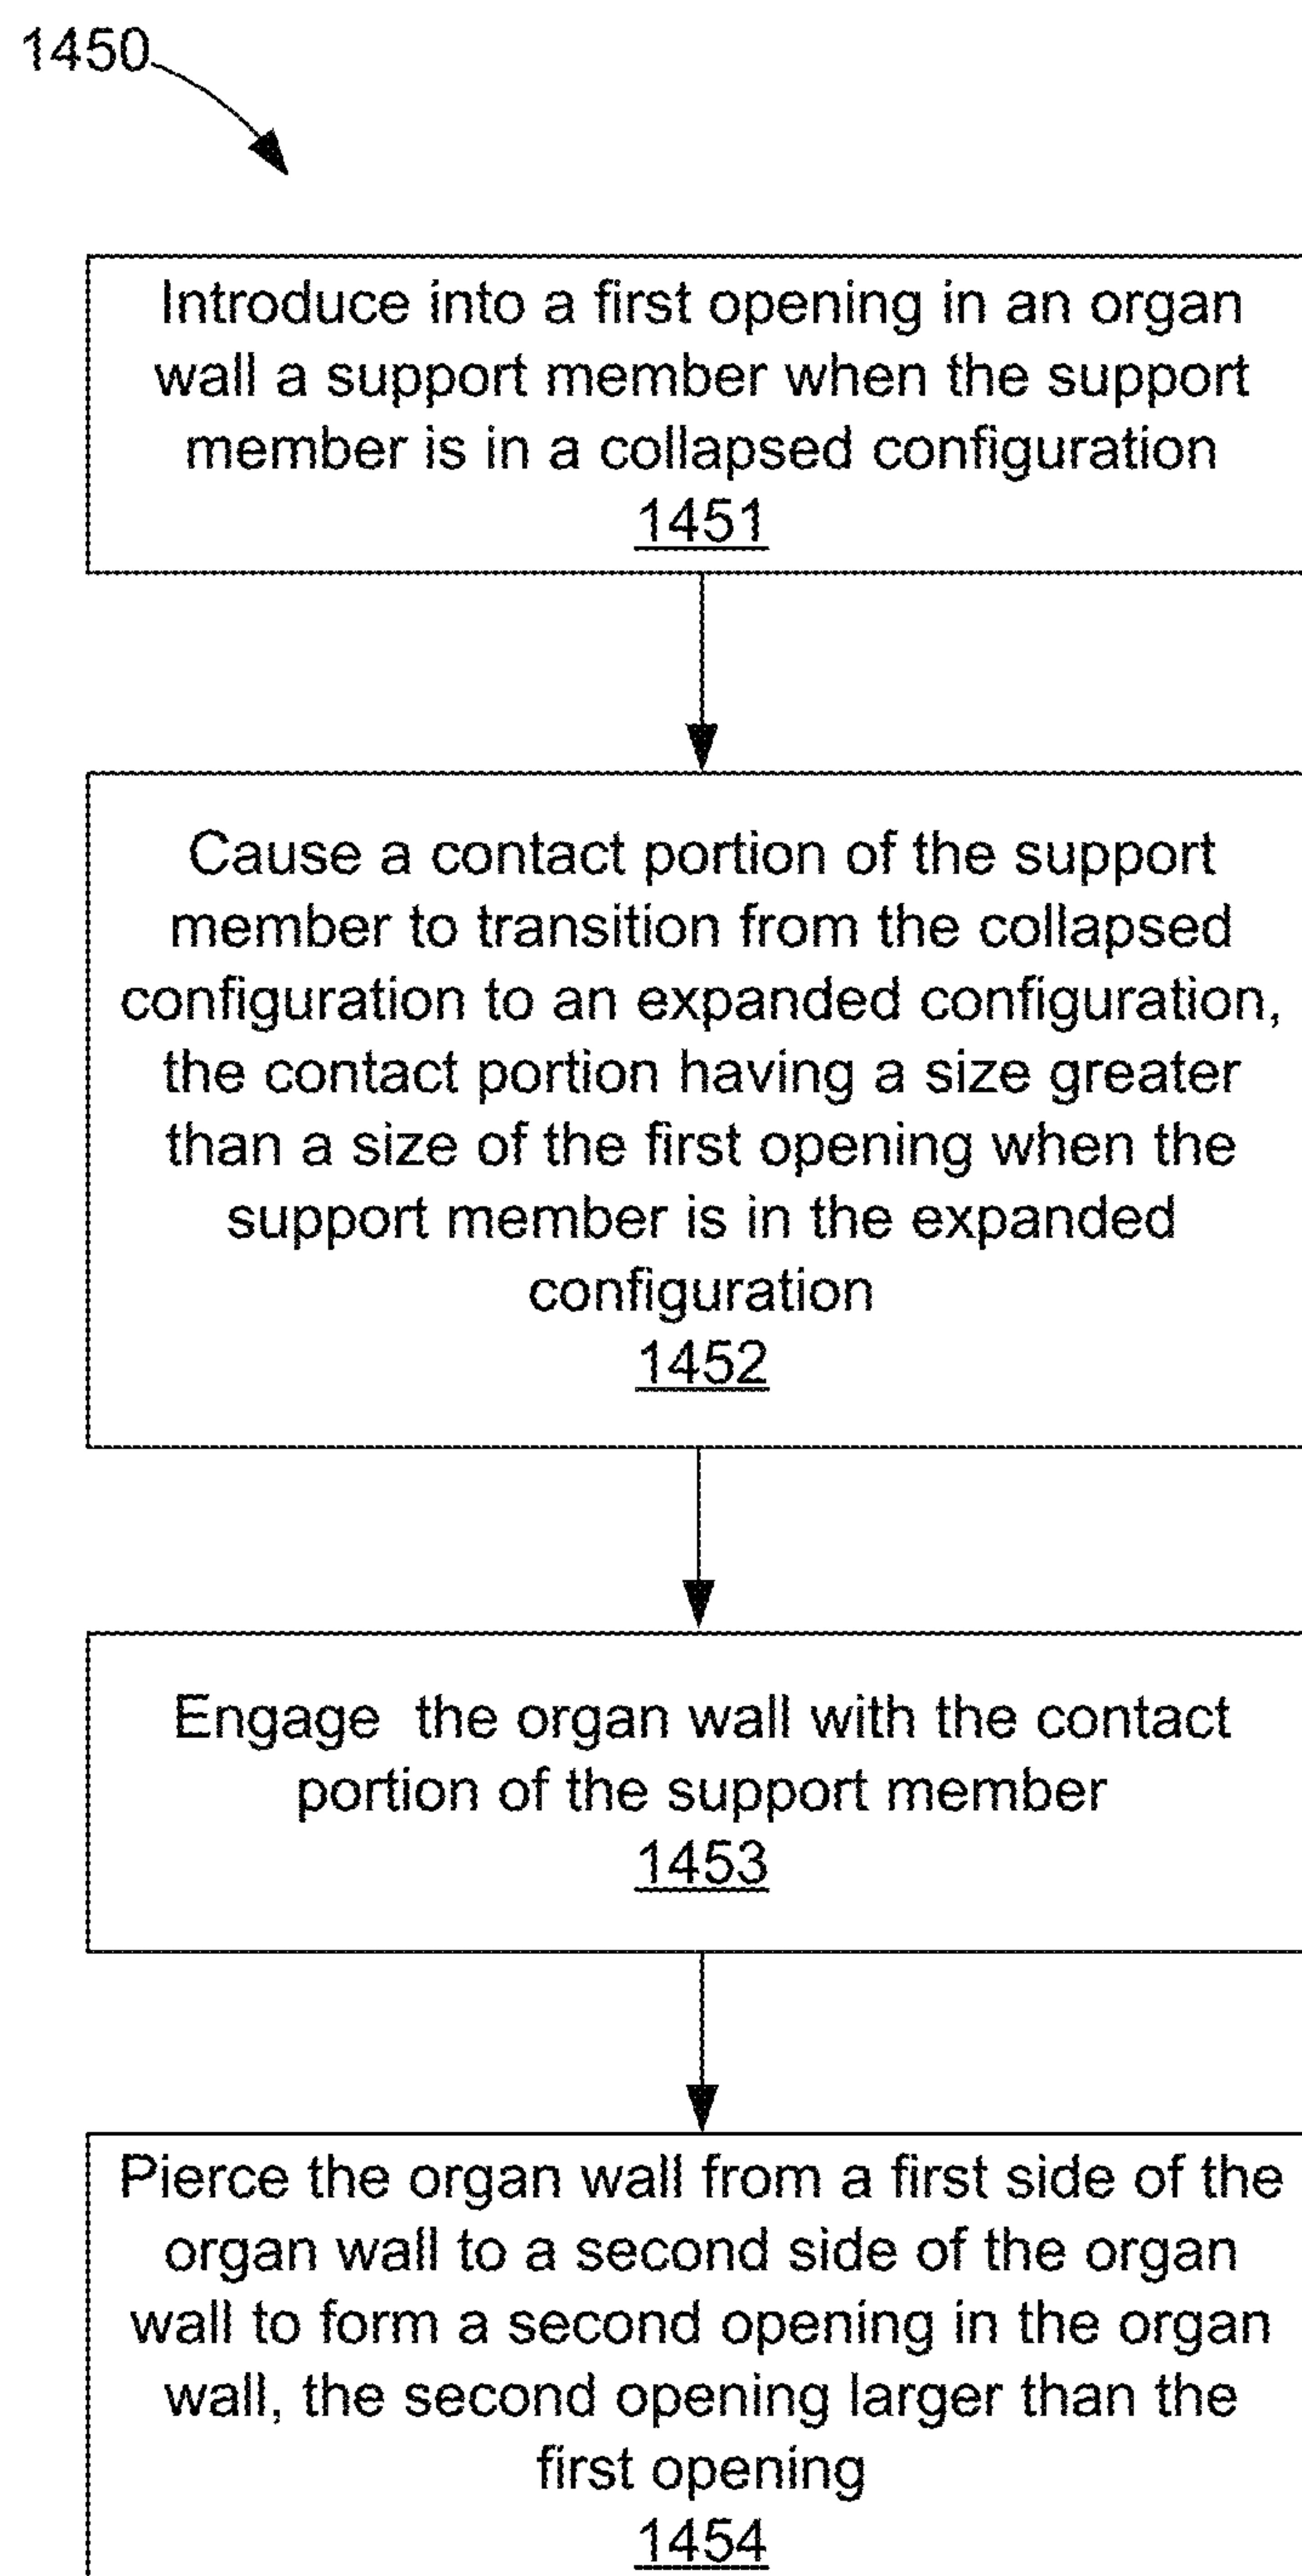 1450
Introduce into a first opening in an organ
wall a support member when the support
member is in a collapsed configuration
1451
Cause a contact portion of the support
member to transition from the collapsed
configuration to an expanded configuration,
the contact portion having a size greater
than a size of the first opening when the
support member is in the expanded
configuration
1452
Engage the organ wall with the contact
portion of the support member
1453
Pierce the organ wall from a first side of the
organ wall to a second side of the organ
wall to form a second opening in the organ
wall, the second opening larger than the
first opening
1454